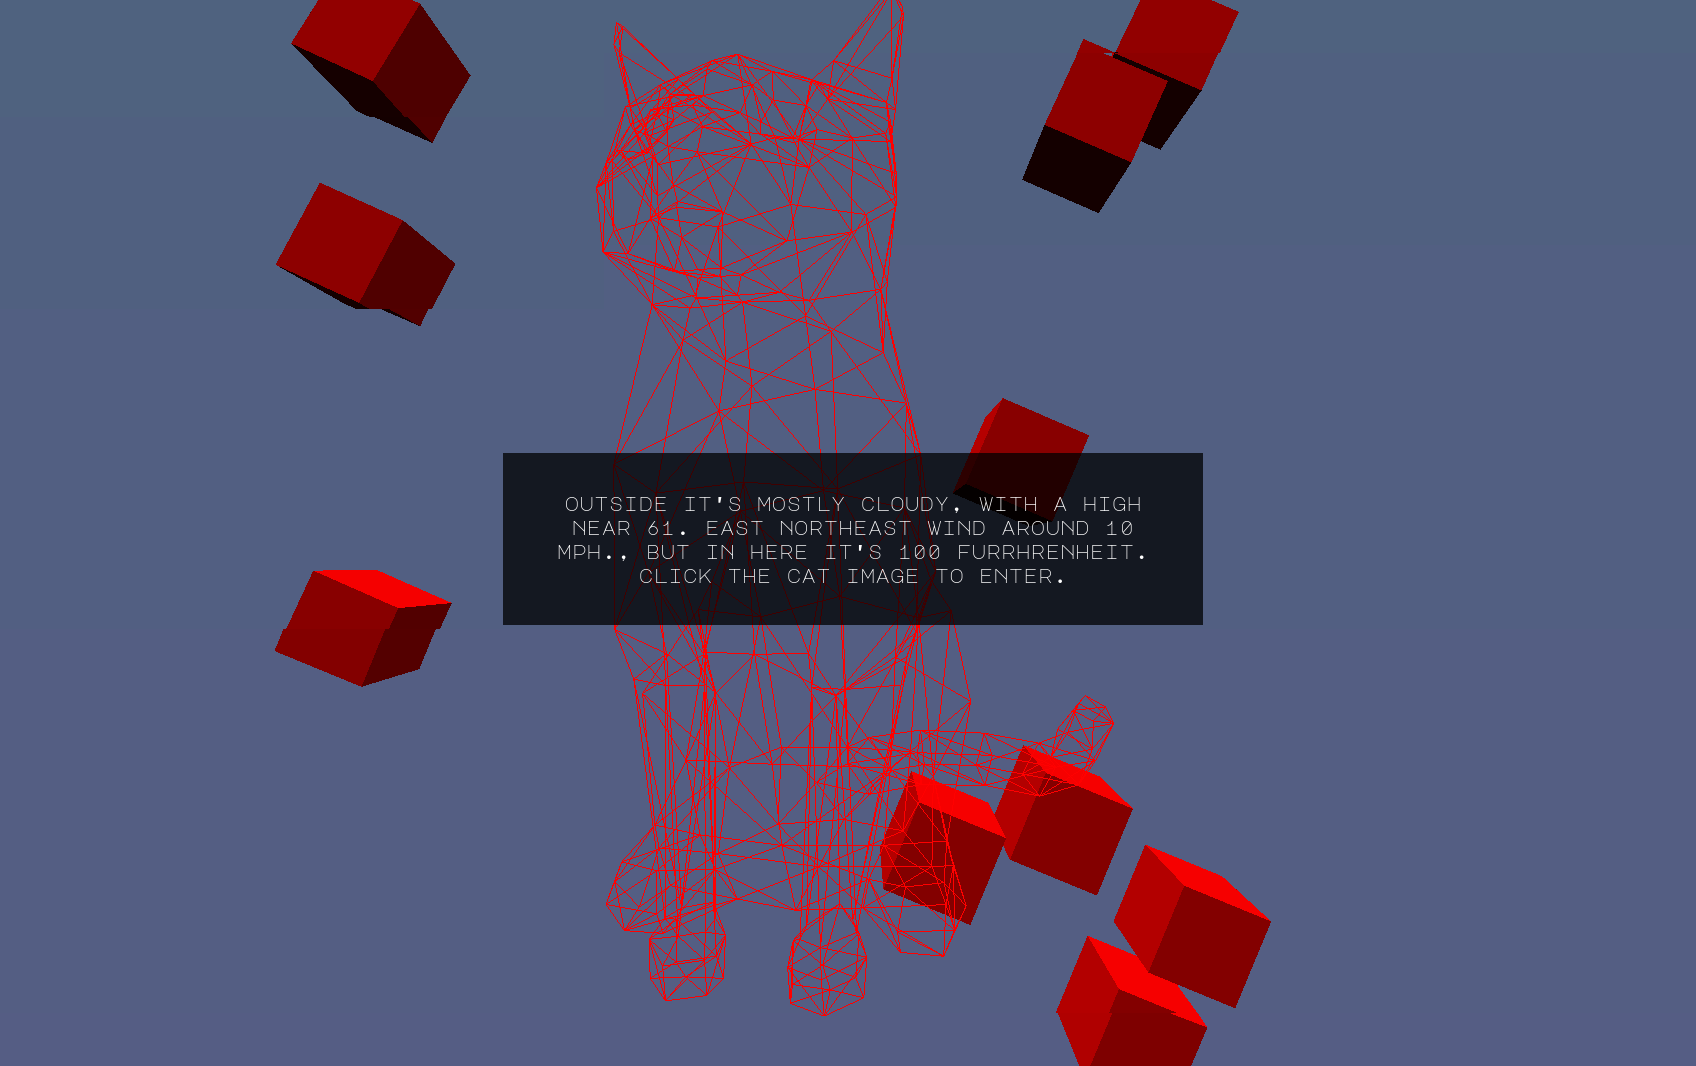 OUTSIDE IT'S MOSTLY CLOUDY, WITH A HIGH
NEAR 61. EAST NORTHEAST WIND AROUND 10
MPH., BUT IN HERE IT'S 100 FURRHRENHEIT.
CLICK THE CAT IMAGE TO ENTER.